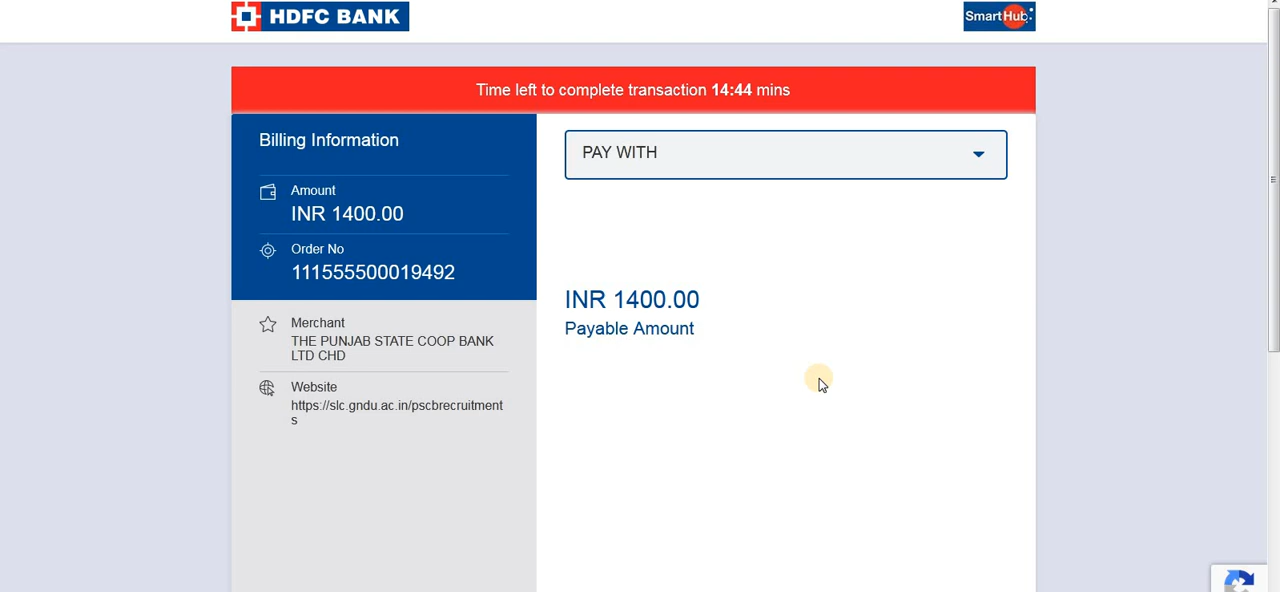 HDFC BANK
SmartHub.
Time left to complete transaction 14:44 mins
Billing Information
Amount
INR 1400.00
Order No
111555500019492
Merchant
THE PUNJAB STATE COOP BANK
LTD CHD
Website
https://slc.gndu.ac.in/pscbrecruitment
s
PAY WITH
INR 1400.00
Payable Amount